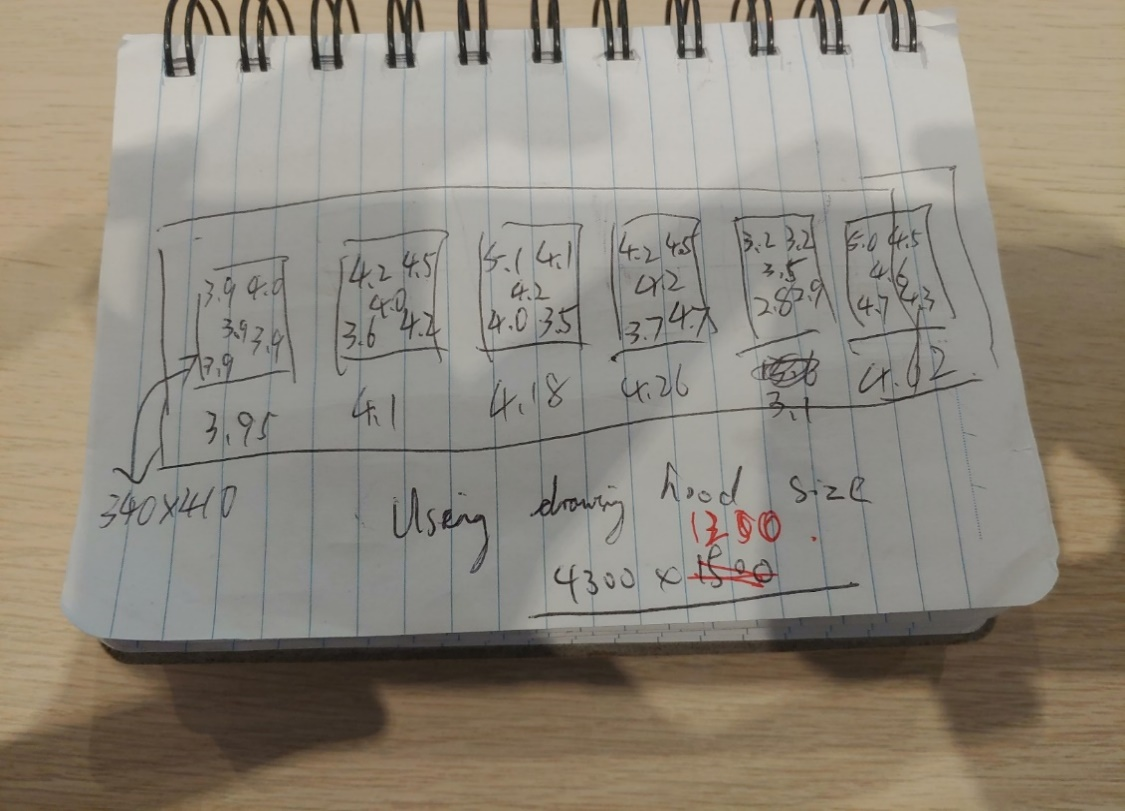 3.9 4.0 4.2 4.5 5.1 4.1 4.2 4.5 3.2 3.2 5.0 4.5
3.9 3.9 4.0 4.2 4.2 3.5 4.6
3.9 3.6 4.2 4.0 3.5 3.7 4.7 2.8 2.9 4.7 4.3
3.95 4.1 4.18 4.26 3.1 4.62
340x410
Using drawing hood size
1200
4300 x 1500